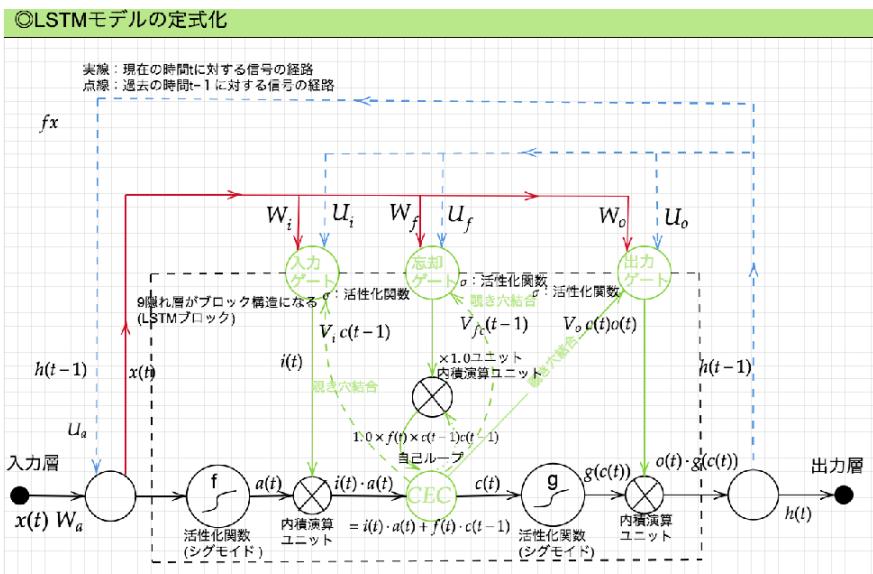 ◎LSTMモデルの定式化
実線：現在の時間tに対する信号の経路
点線：過去の時間t-1に対する信号の経路
fx
W_i
U_i
W_f
U_f
W_o
U_o
入力
ゲート
忘却
ゲート
出力
ゲート
σ：活性化関数
σ：活性化関数
σ：活性化関数
覗き穴結合
9隠れ層がブロック構造になる
(LSTMブロック)
V_i c(t-1)
V_fc(t-1)
V_o c(t)o(t)
i(t)
h(t-1)
x(t)
h(t-1)
×1.0ユニット
内積演算ユニット
覗き穴結合
覗き穴結合
U_a
1.0×f(t)×c(t-1)c(t-1)
自己ループ
入力層
出力層
f
a(t)
i(t)·a(t)
CEC
c(t)
g
g(c(t))
o(t)·g(c(t))
x(t) W_a
h(t)
活性化関数
(シグモイド)
内積演算
ユニット
=i(t)·a(t)+f(t)·c(t-1)
活性化関数
(シグモイド)
内積演算
ユニット